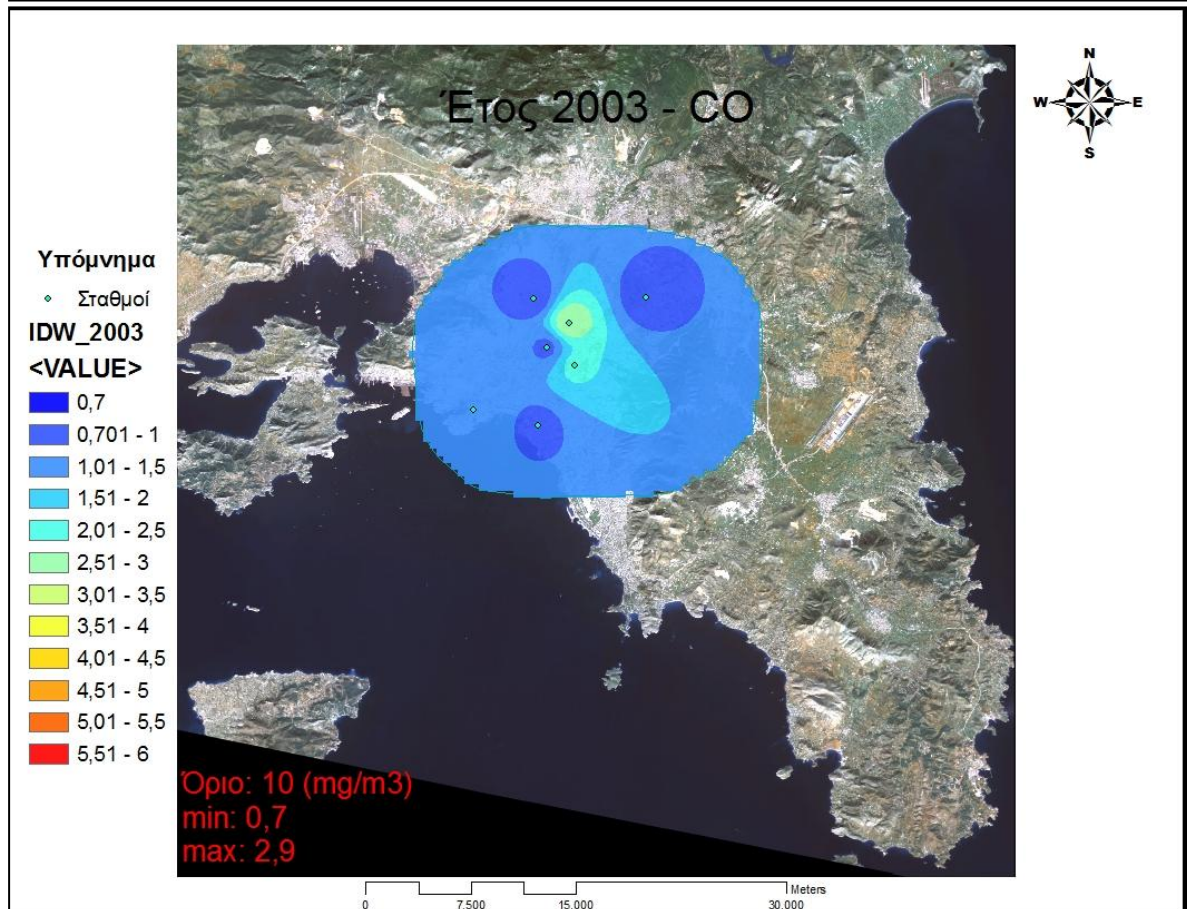 Έτος 2003 - CO
N
W
E
S
Υπόμνημα
Σταθμοί
IDW_2003
<VALUE>
0,7
0,701 - 1
1,01 - 1,5
1,51 - 2
2,01 - 2,5
2,51 - 3
3,01 - 3,5
3,51 - 4
4,01 - 4,5
4,51 - 5
5,01 - 5,5
5,51 - 6
Όριο: 10 (mg/m3)
min: 0,7
max: 2,9
Meters
0 7.500 15.000 30.000